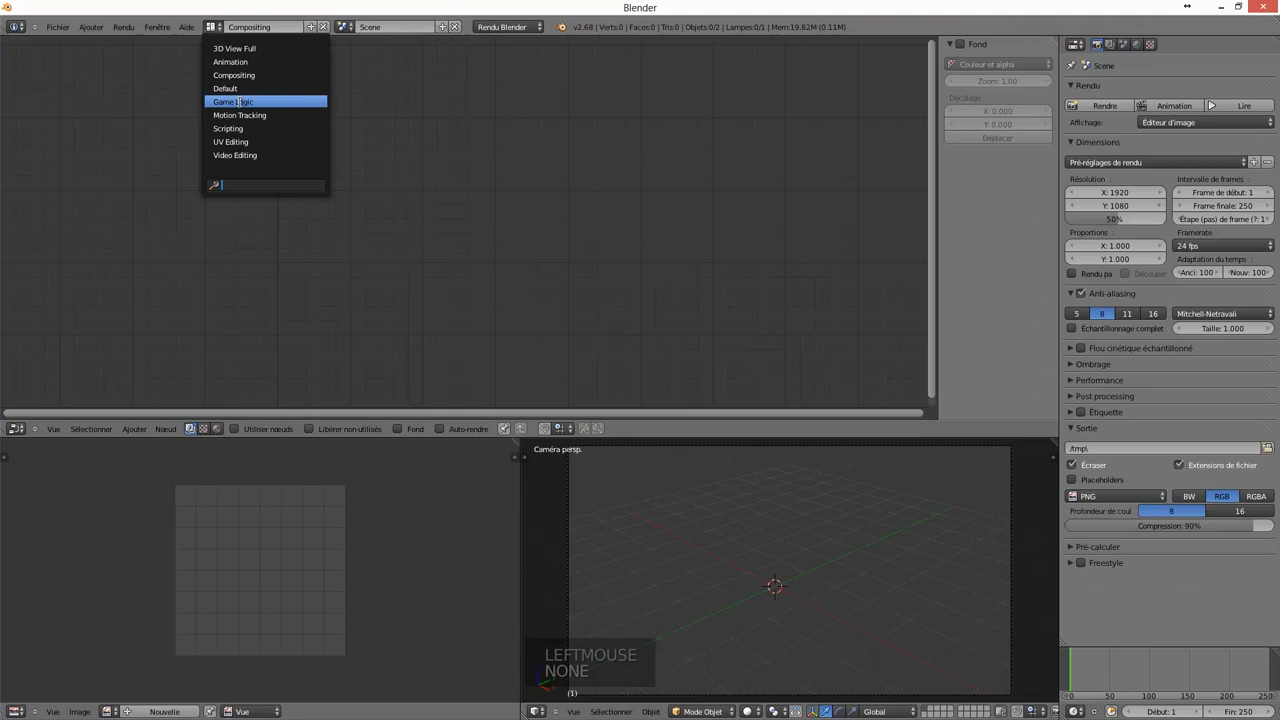 Blender
Fichier Ajouter Rendu Fenêtre Aide Compositing Scene Rendu Blender v2.68 | Verts:0 | Faces:0 | Tris:0 | Objets:0/2 | Lampes:0/1 | Mem:19.82M (0.11M)
3D View Full
Animation
Compositing
Default
Game Logic
Motion Tracking
Scripting
UV Editing
Video Editing
Fond
Couleur et alpha
Zoom: 1.00
Décalage:
X: 0.000
Y: 0.000
Déplacer
Scene
Rendu
Rendre Animation Lire
Affichage: Éditeur d'image
Dimensions
Pré-réglages de rendu
Résolution : Intervalle de frames:
X: 1920 Frame de début: 1
Y: 1080 Frame finale: 250
50% Étape (pas) de frame (?: 1
Proportions : Framerate :
X: 1.000 24 fps
Y: 1.000 Adaptation du temps :
Rendu pa Découper Anci: 100 Nouv: 100
Anti-aliasing
5 8 11 16 Mitchell-Netravali
Échantillonnage complet Taille: 1.000
Flou cinétique échantillonné
Ombrage
Performance
Post processing
Étiquette
Sortie
/tmp\
Écraser Extensions de fichier
Placeholders
PNG BW RGB RGBA
Profondeur de coul 8 16
Compression: 90%
Pré-calculer
Freestyle
Vue Sélectionner Ajouter Nœud Utiliser nœuds Libérer non-utilisés Fond Auto-rendre
Caméra persp.
LEFTMOUSE
NONE
(1)
0
Vue Image Nouvelle Vue
Vue Sélectionner Objet Mode Objet Global
Début: 1 Fin: 250